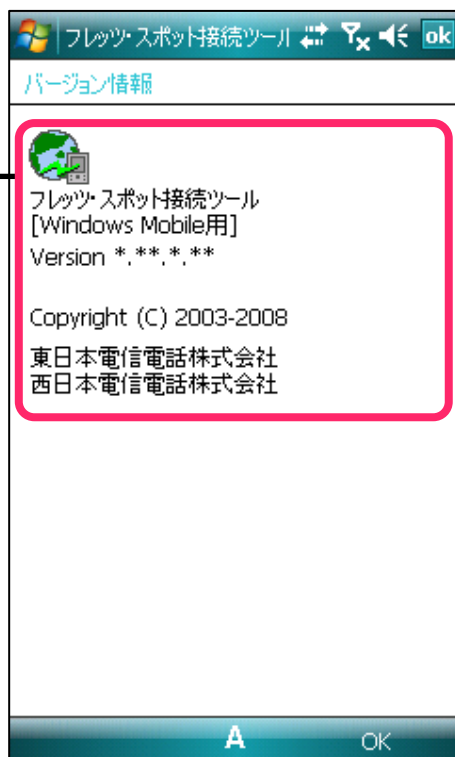 フレッツ・スポット接続ツール ok
バージョン情報
フレッツ・スポット接続ツール
[Windows Mobile用]
Version *.**.*.**
Copyright (C) 2003-2008
東日本電信電話株式会社
西日本電信電話株式会社
A OK